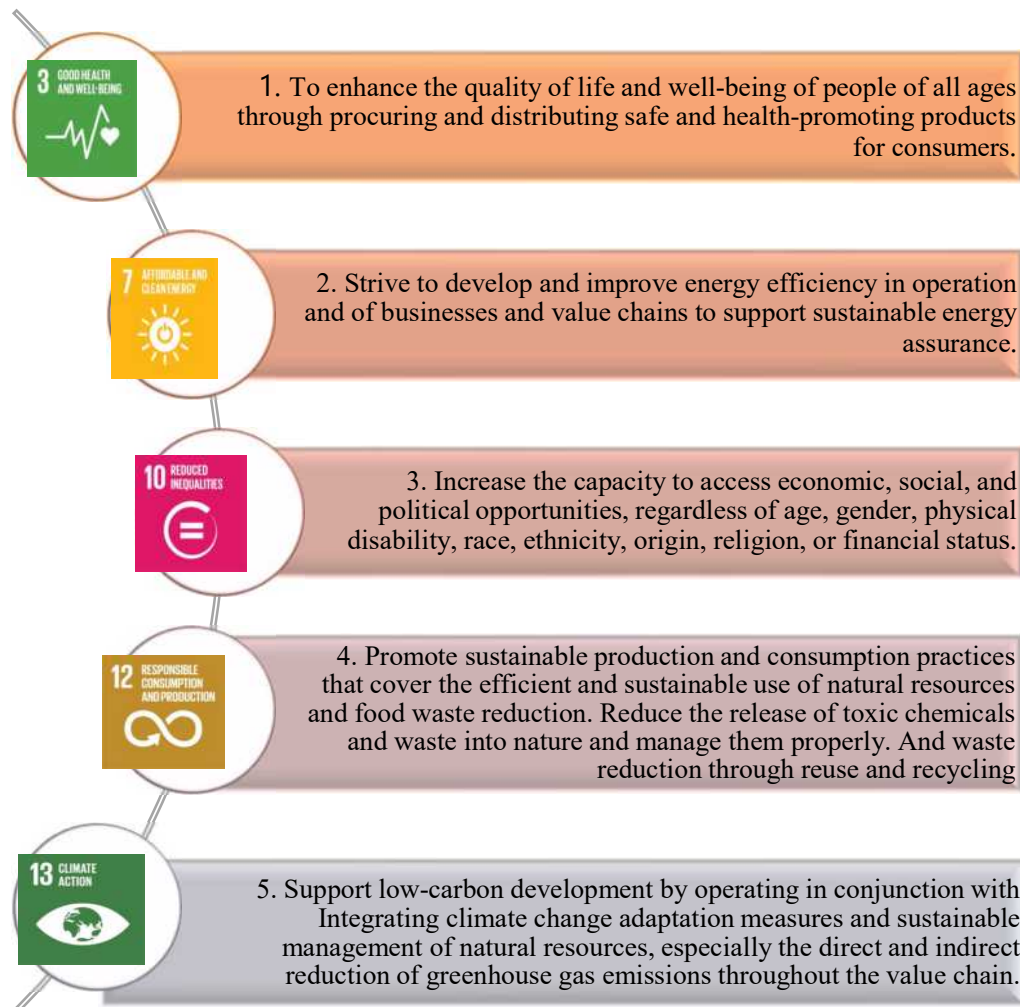 3 GOOD HEALTH
AND WELL-BEING
1. To enhance the quality of life and well-being of people of all ages
through procuring and distributing safe and health-promoting products
for consumers.
7 AFFORDABLE AND
CLEAN ENERGY
2. Strive to develop and improve energy efficiency in operation
and of businesses and value chains to support sustainable energy
assurance.
10 REDUCED
INEQUALITIES
3. Increase the capacity to access economic, social, and
political opportunities, regardless of age, gender, physical
disability, race, ethnicity, origin, religion, or financial status.
12 RESPONSIBLE
CONSUMPTION
AND PRODUCTION
4. Promote sustainable production and consumption practices
that cover the efficient and sustainable use of natural resources
and food waste reduction. Reduce the release of toxic chemicals
and waste into nature and manage them properly. And waste
reduction through reuse and recycling
13 CLIMATE
ACTION
5. Support low-carbon development by operating in conjunction with
Integrating climate change adaptation measures and sustainable
management of natural resources, especially the direct and indirect
reduction of greenhouse gas emissions throughout the value chain.